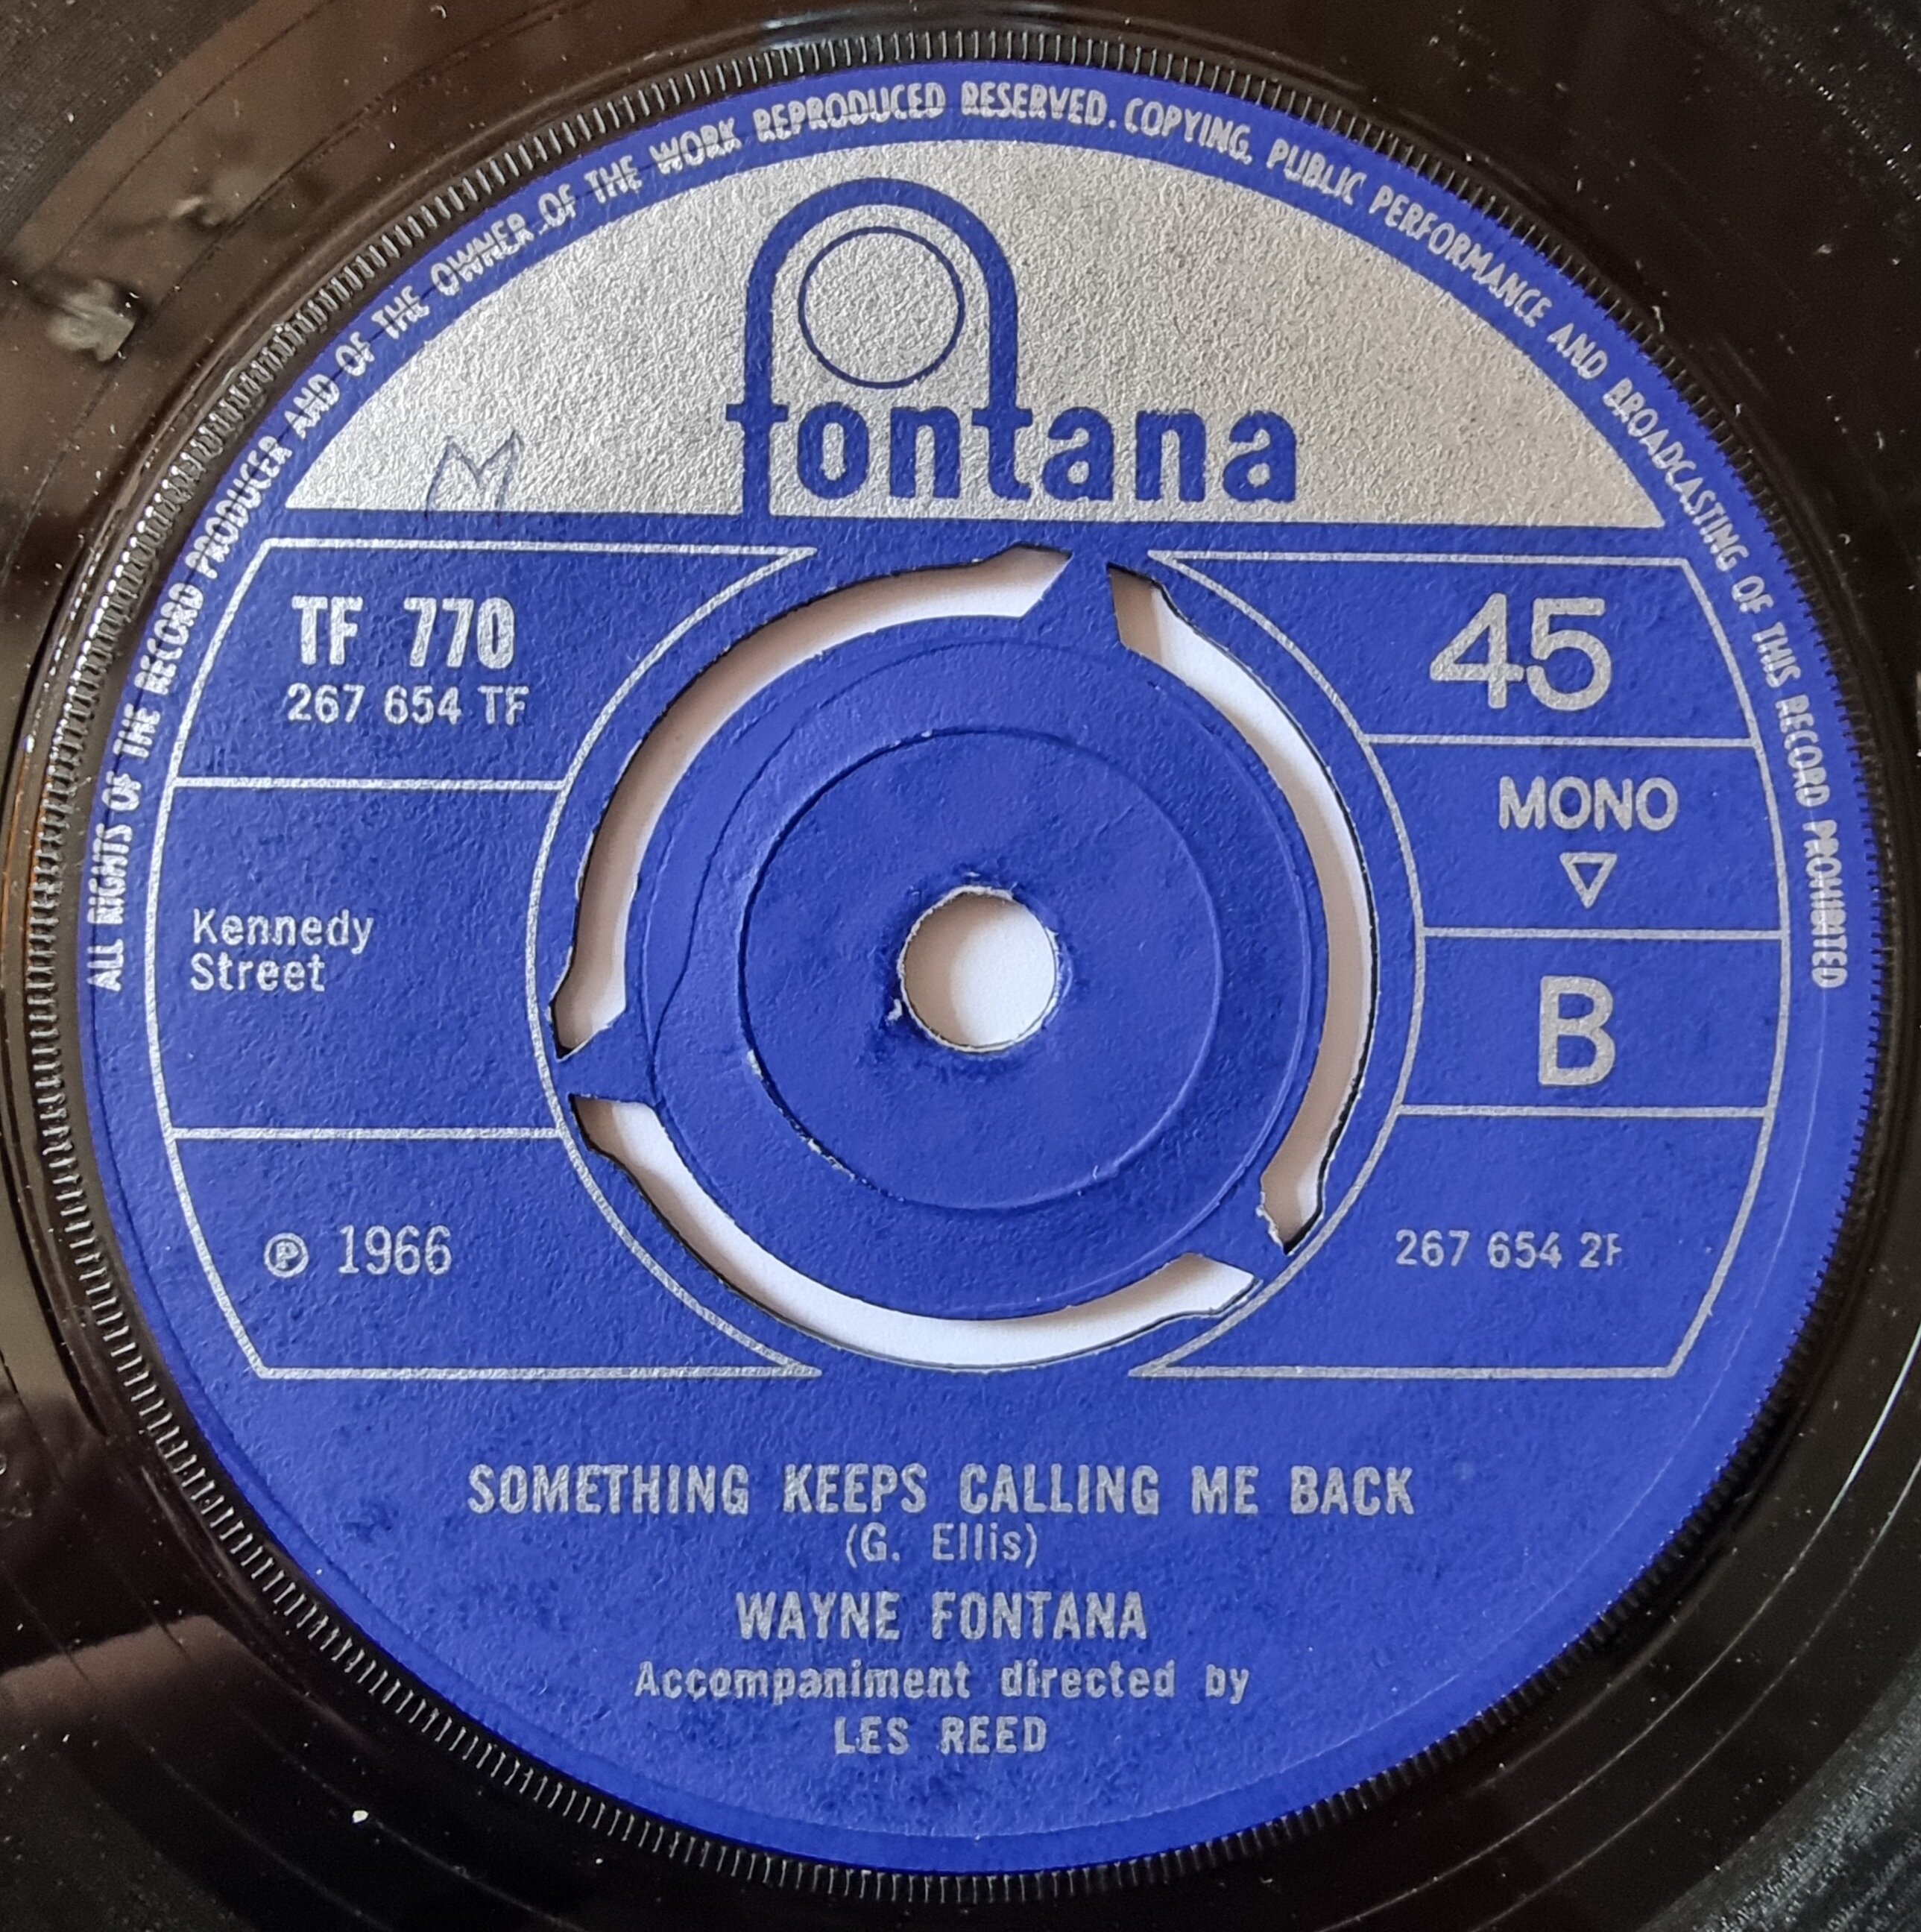 ALL RIGHTS OF THE RECORD PRODUCER AND OF THE OWNER OF THE WORK REPRODUCED RESERVED. COPYING, PUBLIC PERFORMANCE AND BROADCASTING OF THIS RECORD PROHIBITED
fontana
M
TF 770
267 654 TF
45
MONO
Kennedy
Street
B
℗ 1966
267 654 2F
SOMETHING KEEPS CALLING ME BACK
(G. Ellis)
WAYNE FONTANA
Accompaniment directed by
LES REED